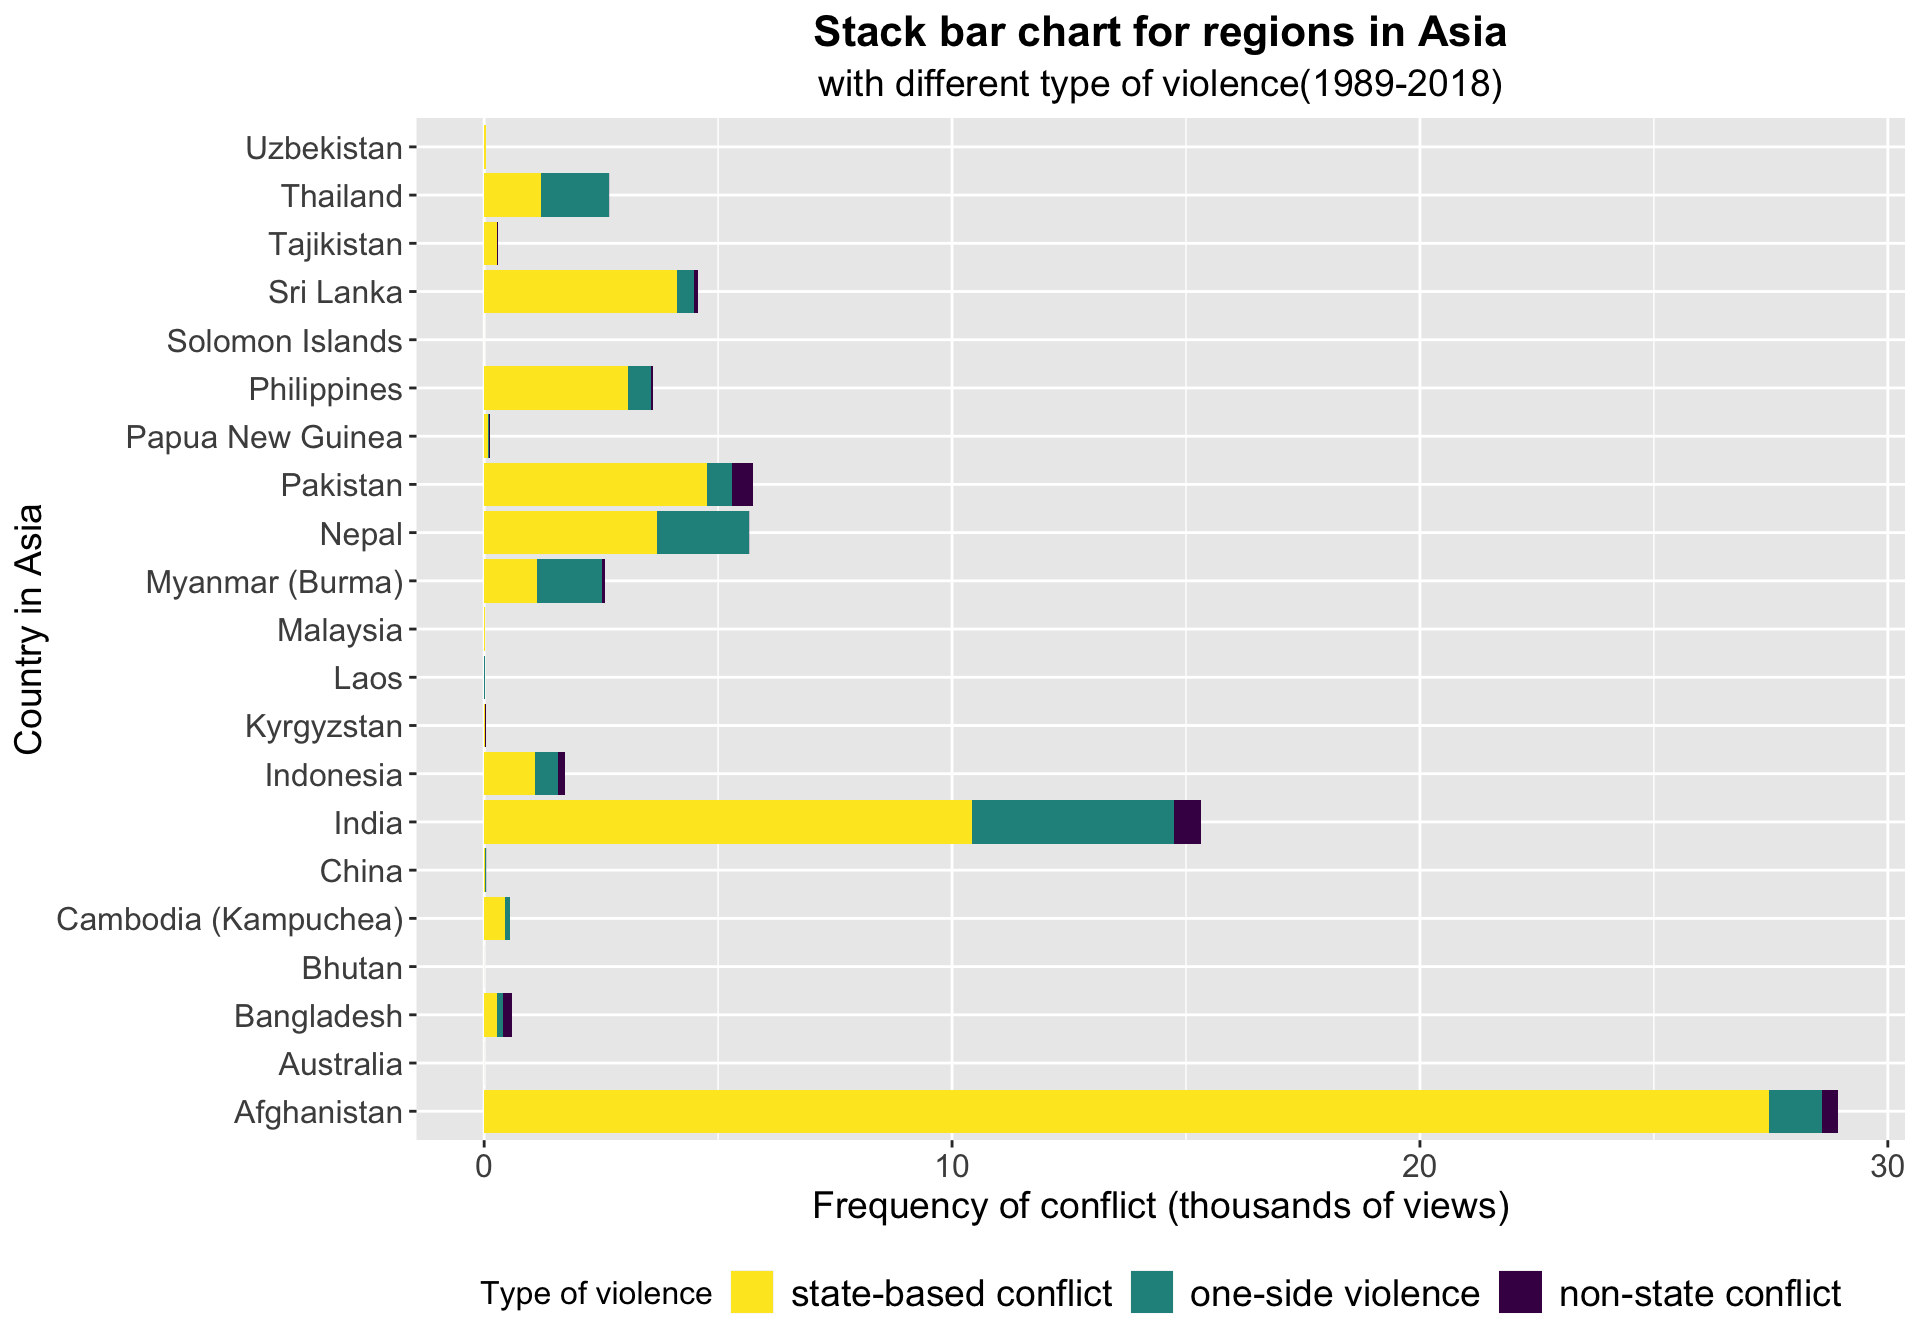 Stack bar chart for regions in Asia
with different type of violence(1989-2018)
Country in Asia
Uzbekistan
Thailand
Tajikistan
Sri Lanka
Solomon Islands
Philippines
Papua New Guinea
Pakistan
Nepal
Myanmar (Burma)
Malaysia
Laos
Kyrgyzstan
Indonesia
India
China
Cambodia (Kampuchea)
Bhutan
Bangladesh
Australia
Afghanistan
0 10 20 30
Frequency of conflict (thousands of views)
Type of violence state-based conflict one-side violence non-state conflict